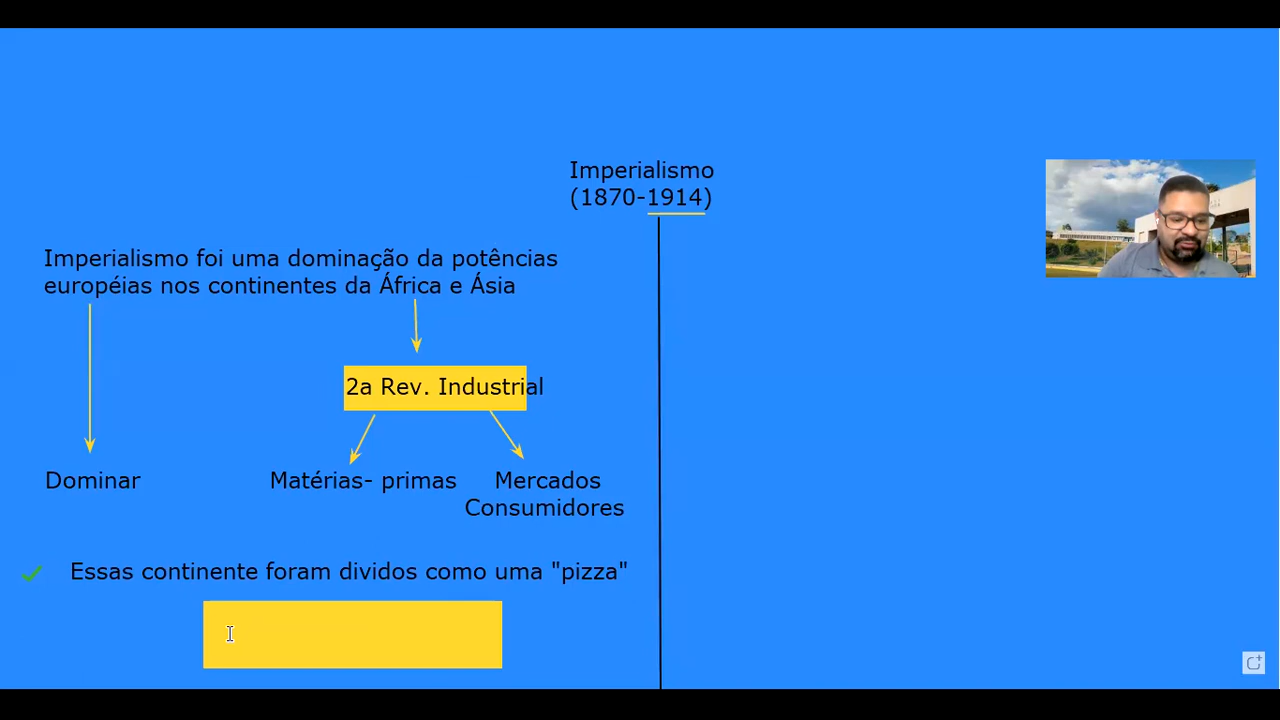 Imperialismo
(1870-1914)
Imperialismo foi uma dominação da potências
européias nos continentes da África e Ásia
2a Rev. Industrial
Dominar
Matérias- primas
Mercados
Consumidores
Essas continente foram dividos como uma "pizza"